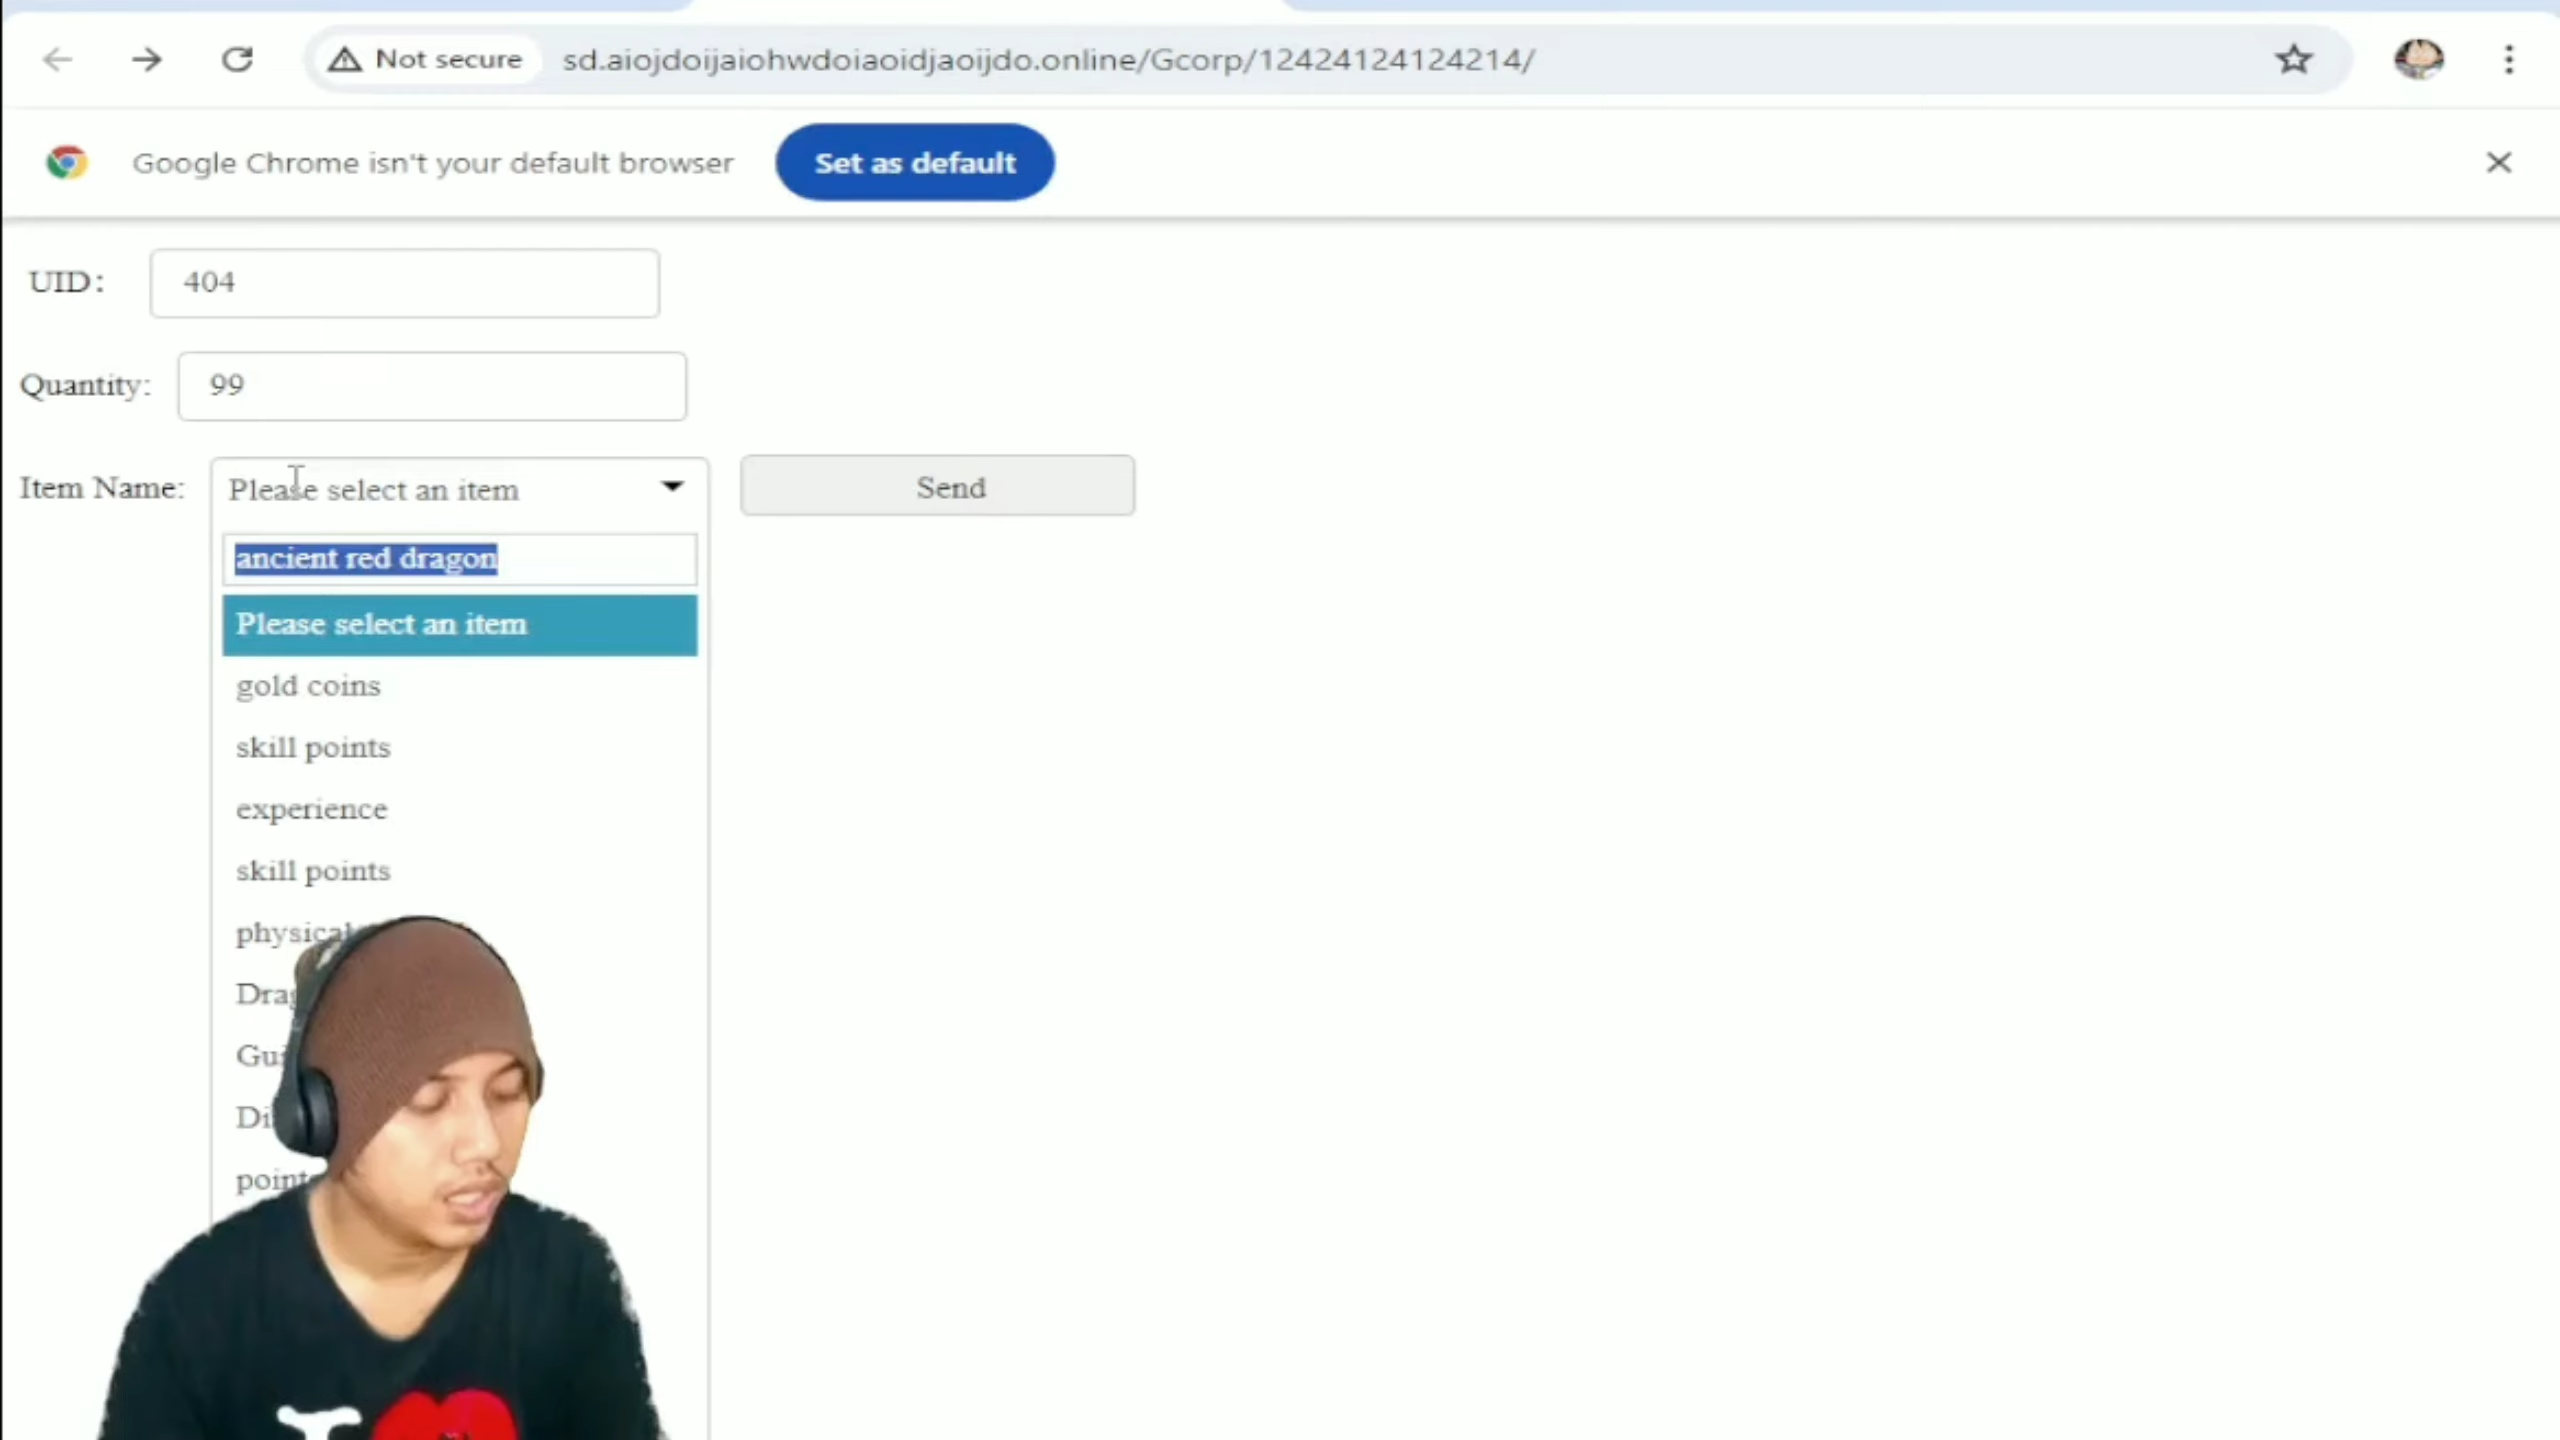 Not secure sd.aiojdoijaiohwdoiaoidjaoijdo.online/Gcorp/12424124124214/
Google Chrome isn't your default browser Set as default
UID: 404
Quantity: 99
Item Name: Please select an item Send
ancient red dragon
Please select an item
gold coins
skill points
experience
skill points
physical
I